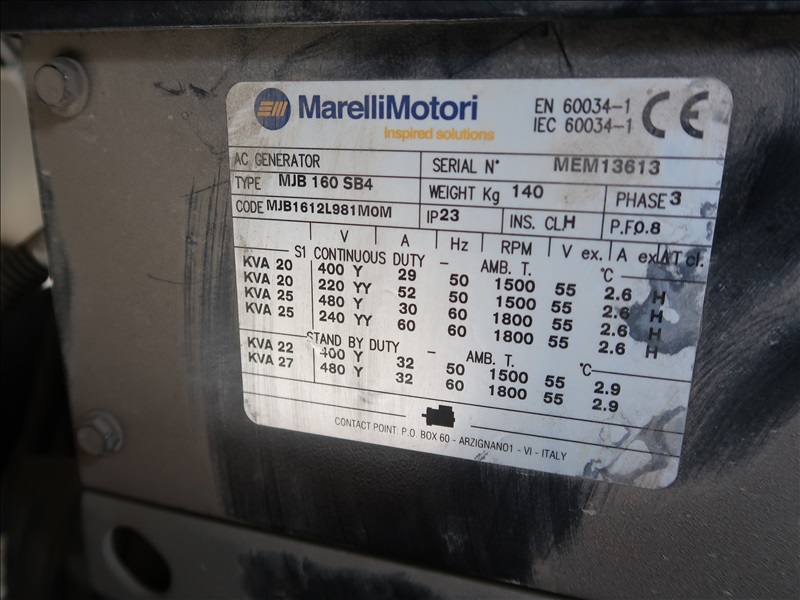 MarelliMotori
Inspired solutions
EN 60034-1
IEC 60034-1
CE
AC GENERATOR
SERIAL N° MEM13613
TYPE MJB 160 SB4
WEIGHT Kg 140
PHASE 3
CODE MJB1612L981M0M
IP23
INS. CL.H
P.F.0.8
V A Hz RPM V ex. A ex ΔT cl.
S1 CONTINUOUS DUTY - AMB. T. °C
KVA 20 400 Y 29 50 1500 55 2.6 H
KVA 20 220 YY 52 50 1500 55 2.6 H
KVA 25 480 Y 30 60 1800 55 2.6 H
KVA 25 240 YY 60 60 1800 55 2.6 H
STAND BY DUTY - AMB. T. °C
KVA 22 400 Y 32 50 1500 55 2.9
KVA 27 480 Y 32 60 1800 55 2.9
CONTACT POINT: P.O. BOX 60 - ARZIGNANO1 - VI - ITALY